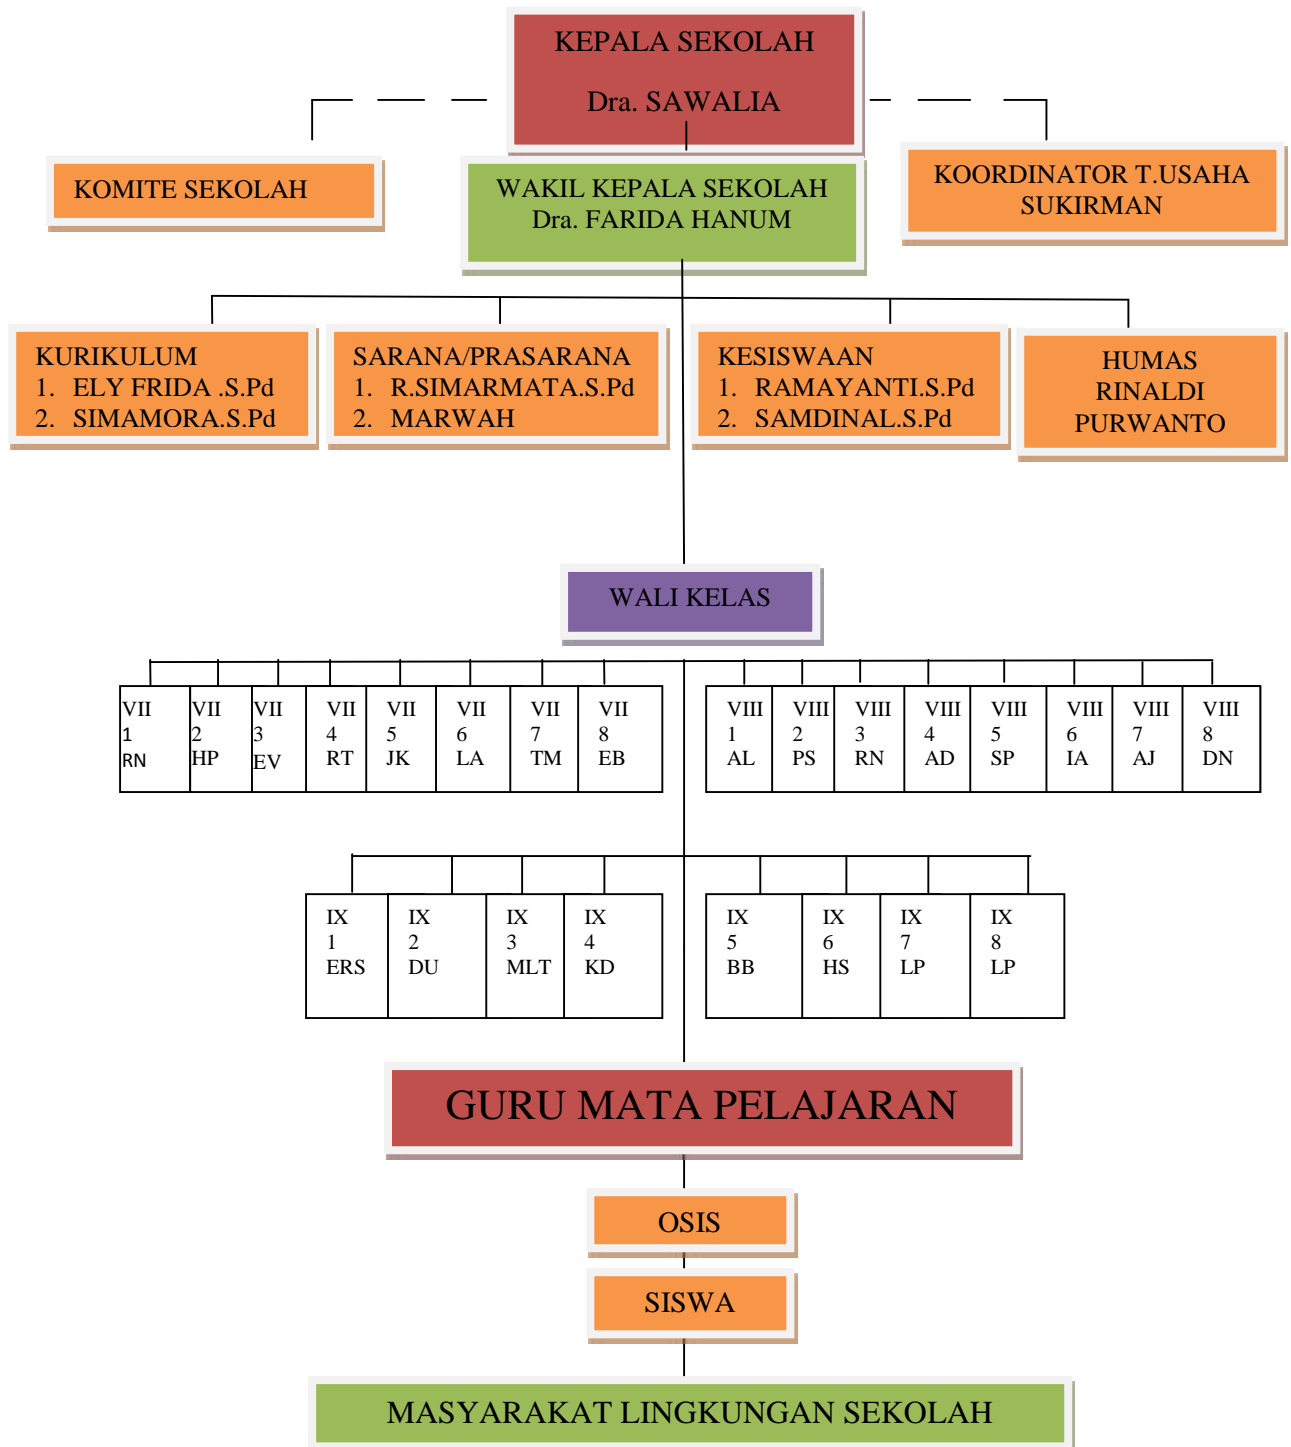 KEPALA SEKOLAH
Dra. SAWALIA
KOMITE SEKOLAH
WAKIL KEPALA SEKOLAH
Dra. FARIDA HANUM
KOORDINATOR T.USAHA
SUKIRMAN
KURIKULUM
1. ELY FRIDA .S.Pd
2. SIMAMORA.S.Pd
SARANA/PRASARANA
1. R.SIMARMATA.S.Pd
2. MARWAH
KESISWAAN
1. RAMAYANTI.S.Pd
2. SAMDINAL.S.Pd
HUMAS
RINALDI
PURWANTO
WALI KELAS
VII
1
RN
VII
2
HP
VII
3
EV
VII
4
RT
VII
5
JK
VII
6
LA
VII
7
TM
VII
8
EB
VIII
1
AL
VIII
2
PS
VIII
3
RN
VIII
4
AD
VIII
5
SP
VIII
6
IA
VIII
7
AJ
VIII
8
DN
IX
1
ERS
IX
2
DU
IX
3
MLT
IX
4
KD
IX
5
BB
IX
6
HS
IX
7
LP
IX
8
LP
GURU MATA PELAJARAN
OSIS
SISWA
MASYARAKAT LINGKUNGAN SEKOLAH